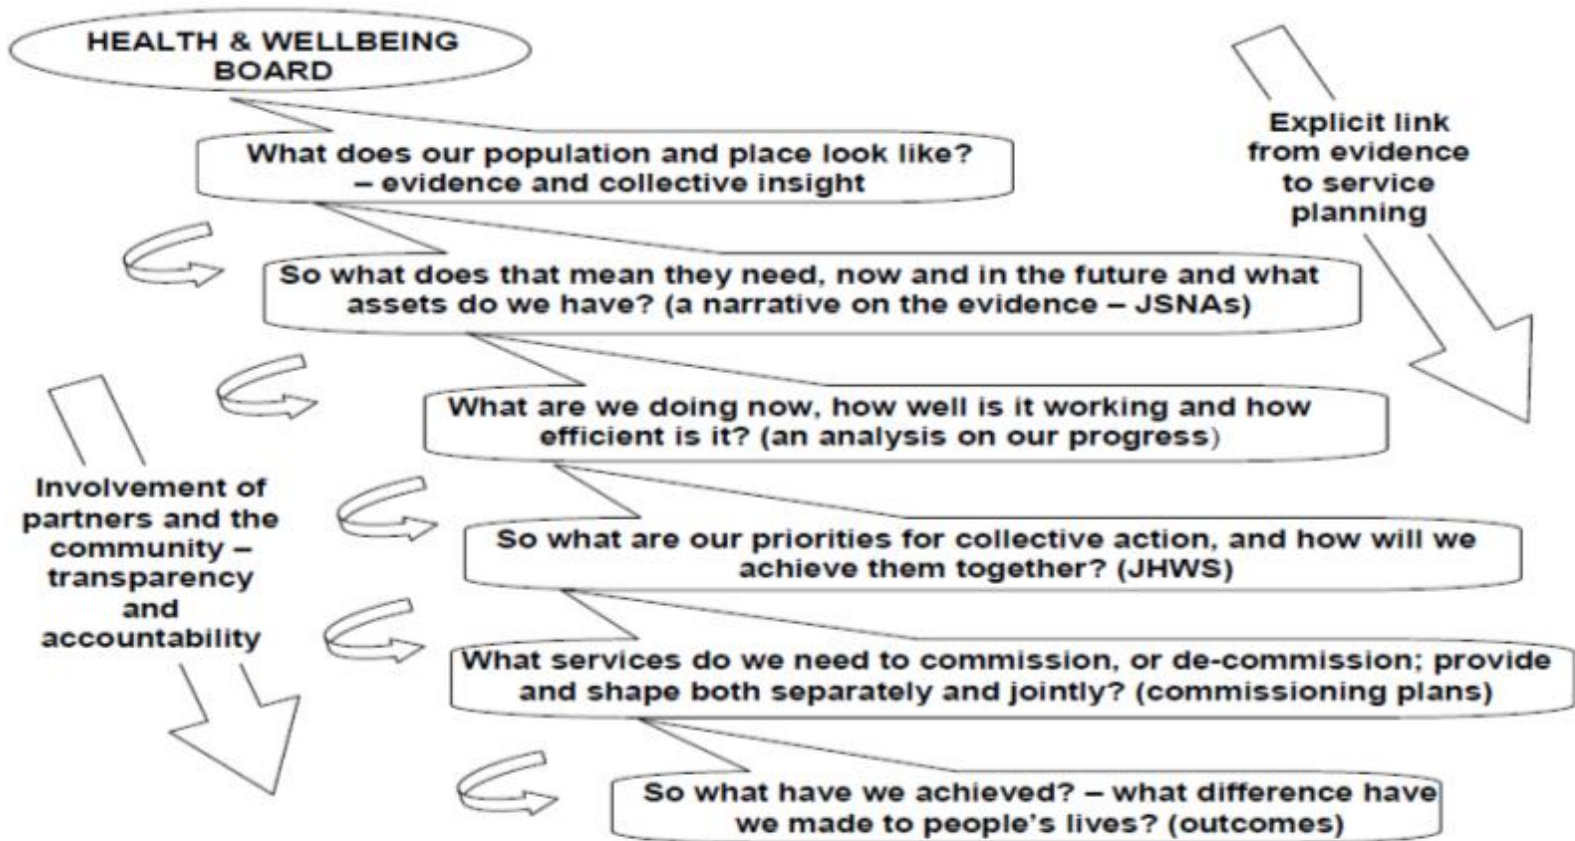 HEALTH & WELLBEING
BOARD
What does our population and place look like?
– evidence and collective insight
Explicit link
from evidence
to service
planning
So what does that mean they need, now and in the future and what
assets do we have? (a narrative on the evidence – JSNAs)
What are we doing now, how well is it working and how
efficient is it? (an analysis on our progress)
Involvement of
partners and the
community –
transparency
and
accountability
So what are our priorities for collective action, and how will we
achieve them together? (JHWS)
What services do we need to commission, or de-commission; provide
and shape both separately and jointly? (commissioning plans)
So what have we achieved? – what difference have
we made to people's lives? (outcomes)